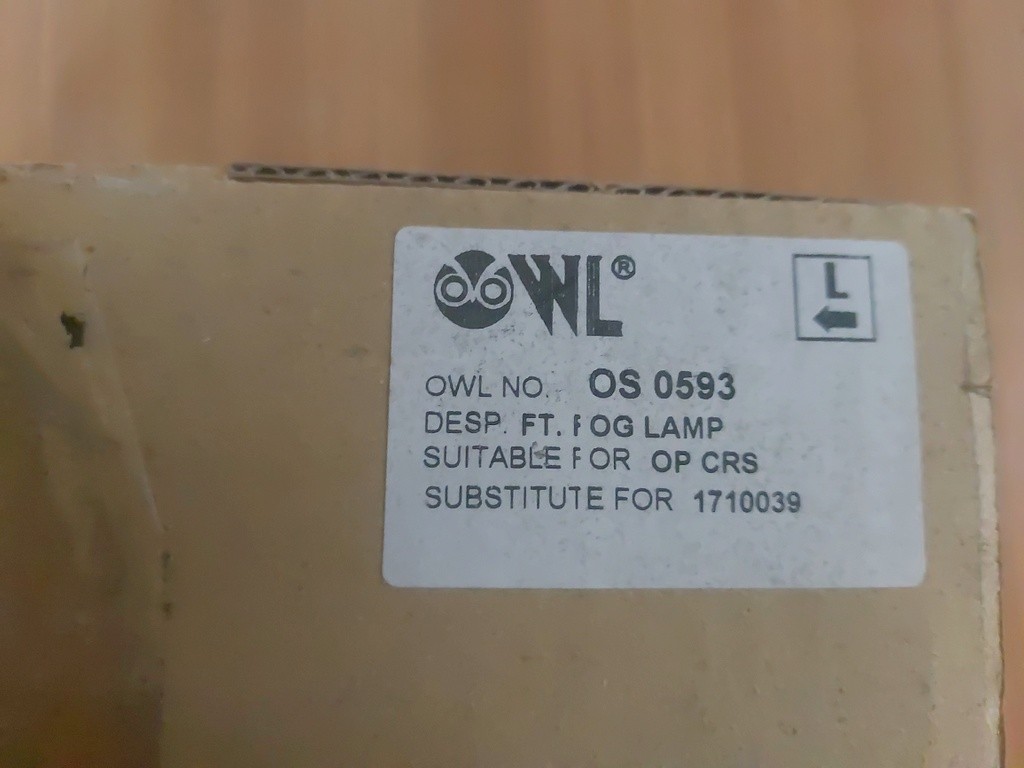 OWL®
L
OWL NO. - OS 0593
DESP. FT. FOG LAMP
SUITABLE FOR OP CRS
SUBSTITUTE FOR 1710039